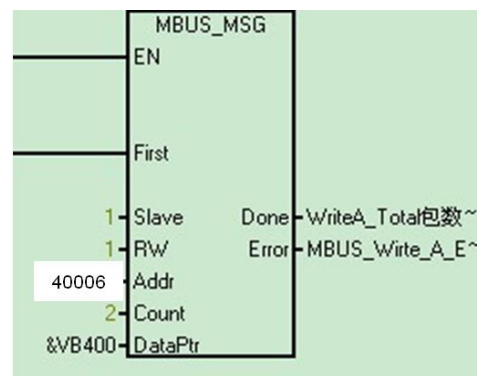 MBUS_MSG
EN
First
1 Slave Done WriteA_Total包数~
1 RW Error MBUS_Wirte_A_E~
40006 Addr
2 Count
&VB400 DataPtr